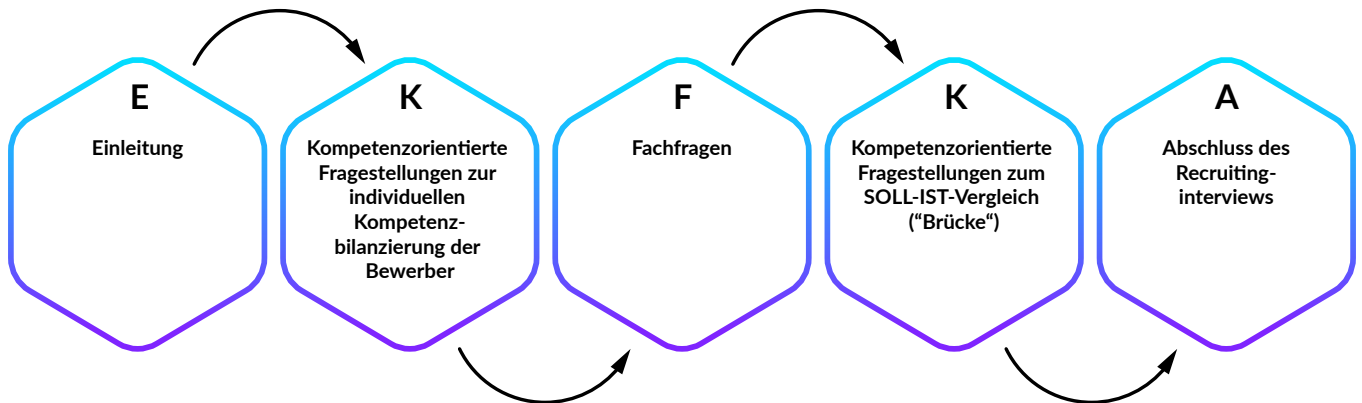 E
Einleitung
K
Kompetenzorientierte
Fragestellungen zur
individuellen
Kompetenz-
bilanzierung der
Bewerber
F
Fachfragen
K
Kompetenzorientierte
Fragestellungen zum
SOLL-IST-Vergleich
(“Brücke“)
A
Abschluss des
Recruiting-
interviews